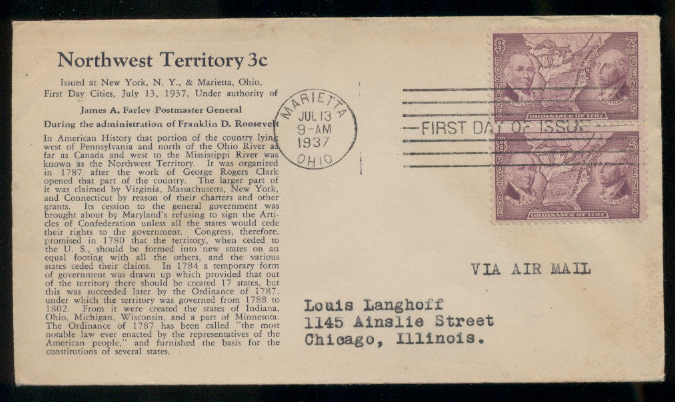 Northwest Territory 3c
Issued at New York, N. Y., & Marietta, Ohio.
First Day Cities, July 13, 1937, Under authority of
James A. Farley Postmaster General
During the administration of Franklin D. Roosevelt
In American History that portion of the country lying
west of Pennsylvania and north of the Ohio River as
far as Canada and west to the Mississippi River was
known as the Northwest Territory. It was organized
in 1787 after the work of George Rogers Clark
opened that part of the country. The larger part of
it was claimed by Virginia, Massachusetts, New York,
and Connecticut by reason of their charters and other
grants. Its cession to the general government was
brought about by Maryland's refusing to sign the Arti-
cles of Confederation unless all the states would cede
their rights to the government. Congress, therefore,
promised in 1780 that the territory, when ceded to
the U. S., should be formed into new states on an
equal footing with all the others, and the various
states ceded their claims. In 1784 a temporary form
of government was drawn up which provided that out
of the territory there should be created 17 states, but
this was succeeded later by the Ordinance of 1787,
under which the territory was governed from 1788 to
1802. From it were created the states of Indiana,
Ohio, Michigan, Wisconsin, and a part of Minnesota.
The Ordinance of 1787 has been called "the most
notable law ever enacted by the representatives of the
American people," and furnished the basis for the
constitutions of several states.
MARIETTA
JUL 13
9-AM
1937
OHIO
FIRST DAY OF ISSUE
3
CENTS
ORDINANCE OF 1787
3
CENTS
ORDINANCE OF 1787
VIA AIR MAIL
Louis Langhoff
1145 Ainslie Street
Chicago, Illinois.